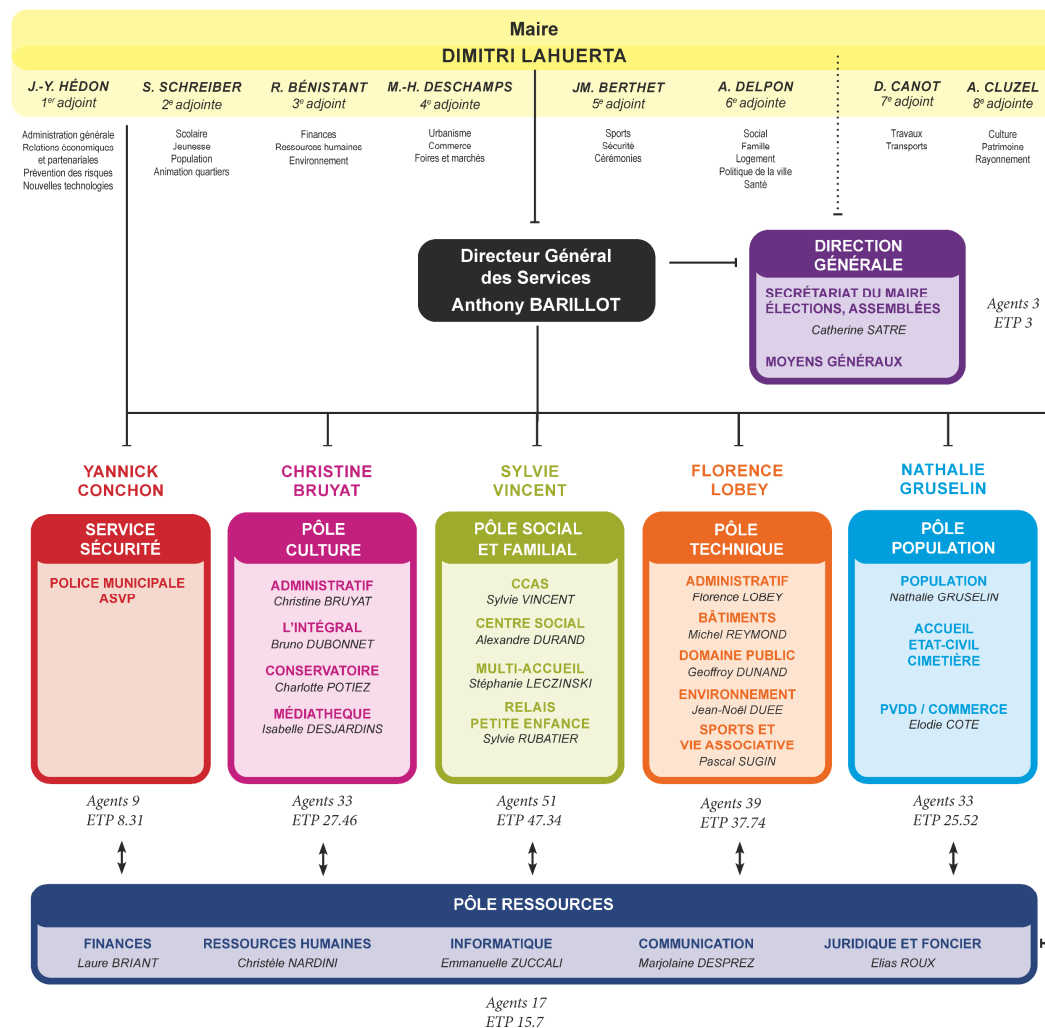 Maire
DIMITRI LAHUERTA
J.-Y. HÉDON
1er adjoint
Administration générale
Relations économiques
et partenariales
Prévention des risques
Nouvelles technologies
S. SCHREIBER
2e adjointe
Scolaire
Jeunesse
Population
Animation quartiers
R. BÉNISTANT
3e adjointe
Finances
Ressources humaines
Environnement
M.-H. DESCHAMPS
4e adjointe
Urbanisme
Commerce
Foires et marchés
JM. BERTHET
5e adjoint
Sports
Sécurité
Cérémonies
A. DELPON
6e adjointe
Social
Famille
Logement
Politique de la ville
Santé
D. CANOT
7e adjoint
Travaux
Transports
A. CLUZEL
8e adjointe
Culture
Patrimoine
Rayonnement
Directeur Général
des Services
Anthony BARILLOT
DIRECTION
GÉNÉRALE
SECRÉTARIAT DU MAIRE
ÉLECTIONS, ASSEMBLÉES
Catherine SATRE
MOYENS GÉNÉRAUX
Agents 3
ETP 3
YANNICK
CONCHON
SERVICE
SÉCURITÉ
POLICE MUNICIPALE
ASVP
Agents 9
ETP 8.31
CHRISTINE
BRUYAT
PÔLE
CULTURE
ADMINISTRATIF
Christine BRUYAT
L'INTÉGRAL
Bruno DUBONNET
CONSERVATOIRE
Charlotte POTIEZ
MÉDIATHEQUE
Isabelle DESJARDINS
Agents 33
ETP 27.46
SYLVIE
VINCENT
PÔLE SOCIAL
ET FAMILIAL
CCAS
Sylvie VINCENT
CENTRE SOCIAL
Alexandre DURAND
MULTI-ACCUEIL
Stéphanie LECZINSKI
RELAIS
PETITE ENFANCE
Sylvie RUBATIER
Agents 51
ETP 47.34
FLORENCE
LOBEY
PÔLE
TECHNIQUE
ADMINISTRATIF
Florence LOBEY
BÂTIMENTS
Michel REYMOND
DOMAINE PUBLIC
Geoffroy DUNAND
ENVIRONNEMENT
Jean-Noël DUEE
SPORTS ET
VIE ASSOCIATIVE
Pascal SUGIN
Agents 39
ETP 37.74
NATHALIE
GRUSELIN
PÔLE
POPULATION
POPULATION
Nathalie GRUSELIN
ACCUEIL
ETAT-CIVIL
CIMETIÈRE
PVDD / COMMERCE
Elodie COTE
Agents 33
ETP 25.52
PÔLE RESSOURCES
FINANCES
Laure BRIANT
RESSOURCES HUMAINES
Christèle NARDINI
INFORMATIQUE
Emmanuelle ZUCCALI
COMMUNICATION
Marjolaine DESPREZ
JURIDIQUE ET FONCIER
Elias ROUX
Agents 17
ETP 15.7